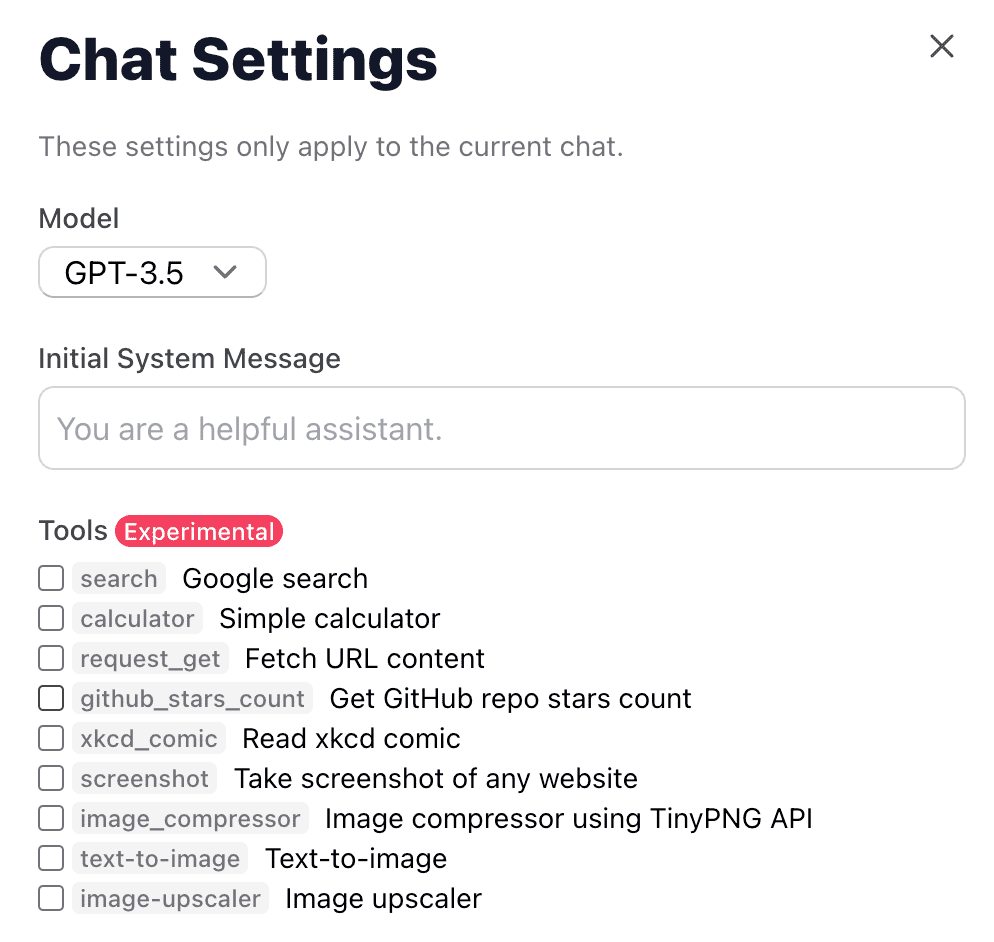 Chat Settings
These settings only apply to the current chat.
Model
GPT-3.5
Initial System Message
You are a helpful assistant.
Tools Experimental
search Google search
calculator Simple calculator
request_get Fetch URL content
github_stars_count Get GitHub repo stars count
xkcd_comic Read xkcd comic
screenshot Take screenshot of any website
image_compressor Image compressor using TinyPNG API
text-to-image Text-to-image
image-upscaler Image upscaler